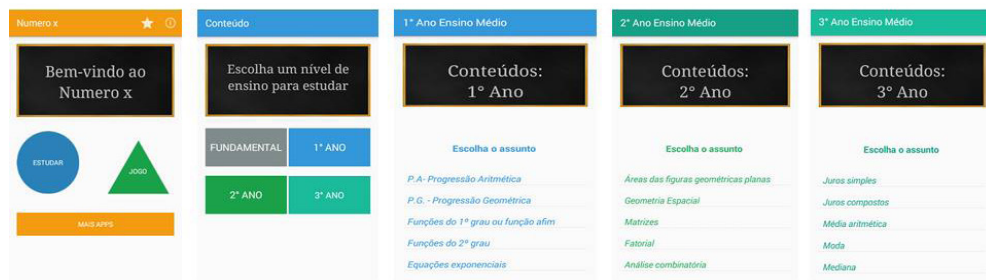 Numero x
Bem-vindo ao
Numero x
ESTUDAR
JOGO
MAIS APPS
Conteúdo
Escolha um nível de
ensino para estudar
FUNDAMENTAL
1° ANO
2° ANO
3° ANO
1° Ano Ensino Médio
Conteúdos:
1° Ano
Escolha o assunto
P.A- Progressão Aritmética
P.G. - Progressão Geométrica
Funções do 1º grau ou função afim
Funções do 2º grau
Equações exponenciais
2° Ano Ensino Médio
Conteúdos:
2° Ano
Escolha o assunto
Áreas das figuras geométricas planas
Geometria Espacial
Matrizes
Fatorial
Análise combinatória
3° Ano Ensino Médio
Conteúdos:
3° Ano
Escolha o assunto
Juros simples
Juros compostos
Média aritmética
Moda
Mediana